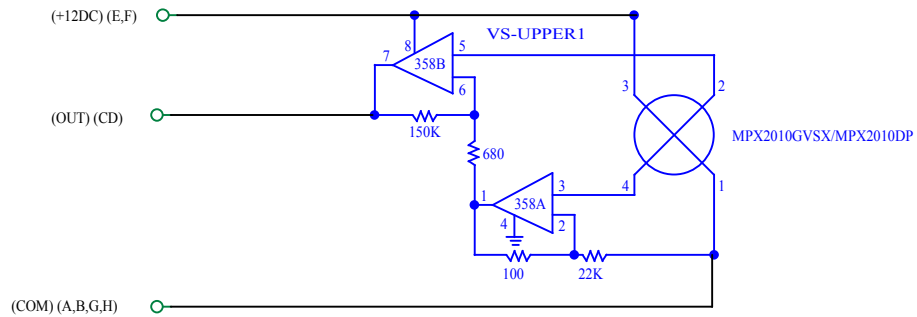 (+12DC) (E,F)
VS-UPPER1
8
7
5
358B
6
3
2
(OUT) (CD)
150K
MPX2010GVSX/MPX2010DP
680
4
1
1
3
358A
4
2
100
22K
(COM) (A,B,G,H)